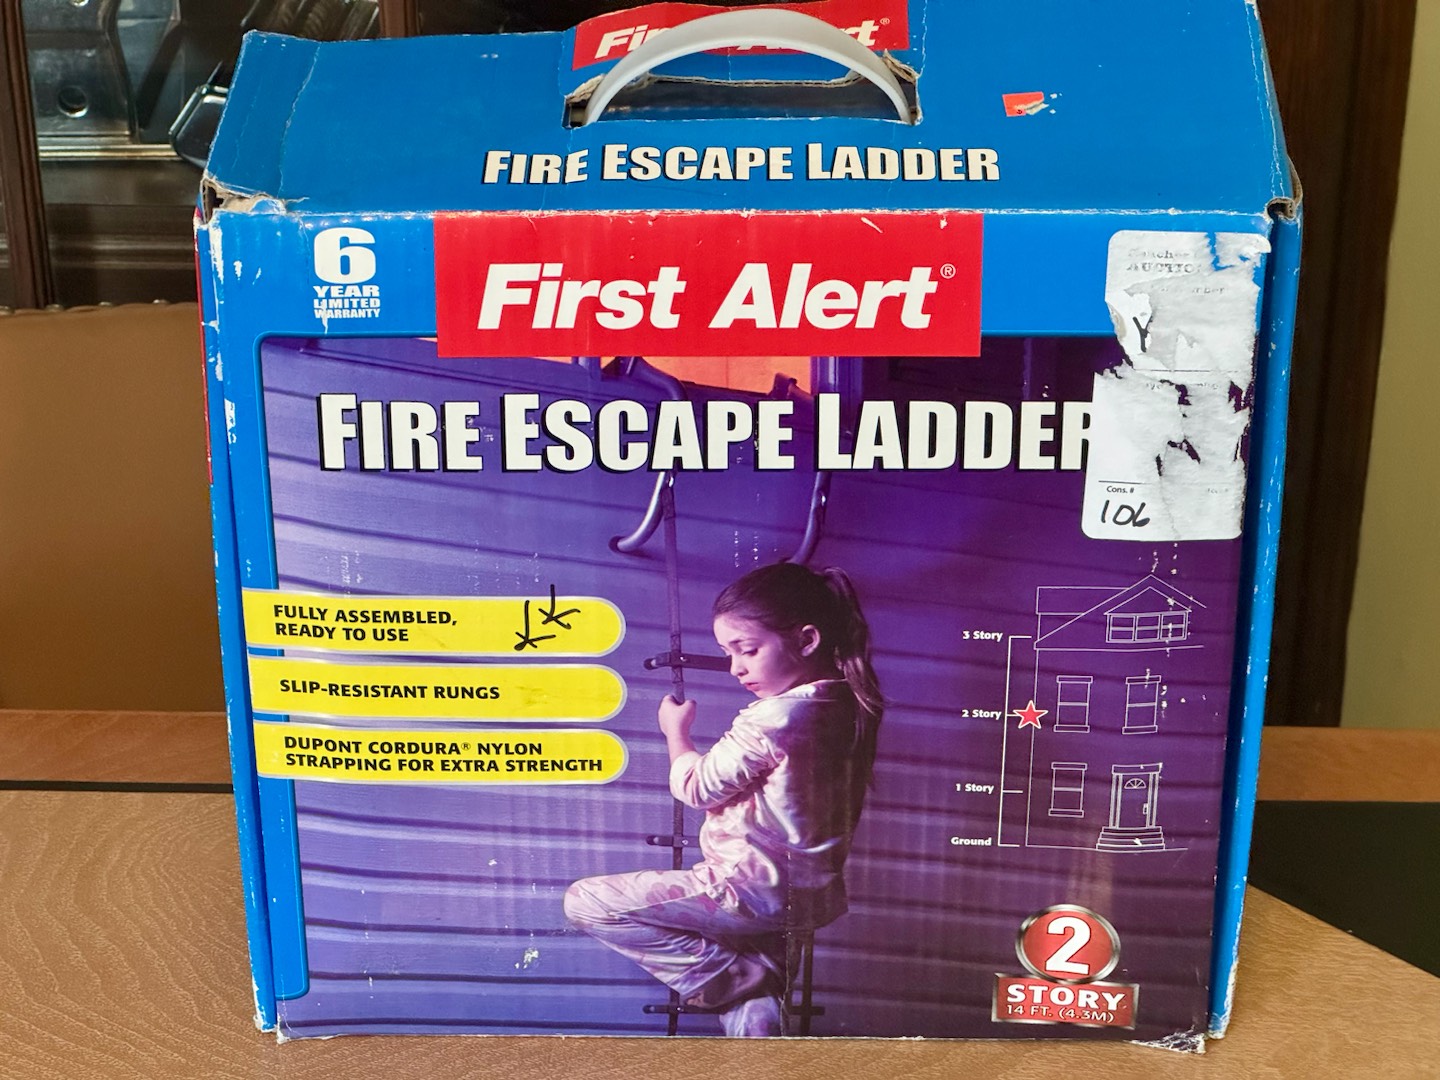 First Alert®
FIRE ESCAPE LADDER
6
YEAR
LIMITED
WARRANTY
First Alert®
AUCTIO
Y
FIRE ESCAPE LADDER
Cons. #
106
FULLY ASSEMBLED,
READY TO USE
SLIP-RESISTANT RUNGS
DUPONT CORDURA® NYLON
STRAPPING FOR EXTRA STRENGTH
3 Story
2 Story
1 Story
Ground
2
STORY
14 FT. (4.3M)